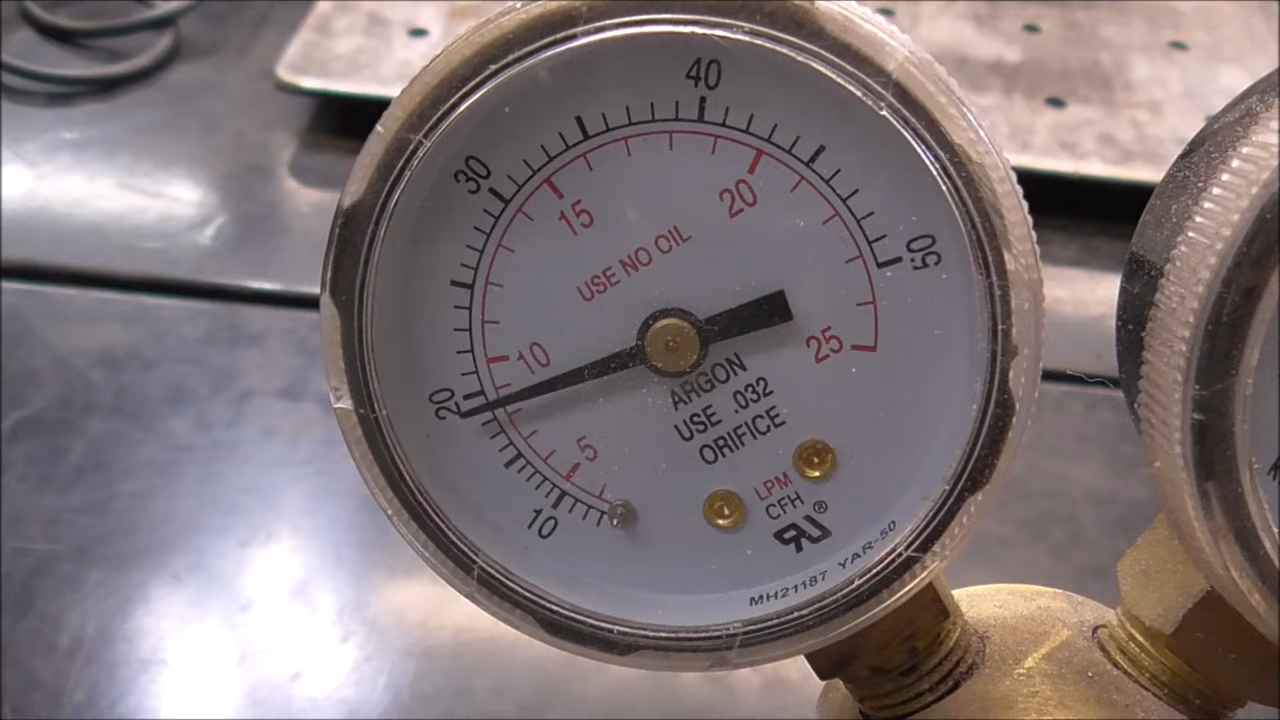 40
30
20
10
50
15
20
10
5
25
USE NO OIL
ARGON
USE .032
ORIFICE
LPM
CFH
®
MH21187 YAR-50